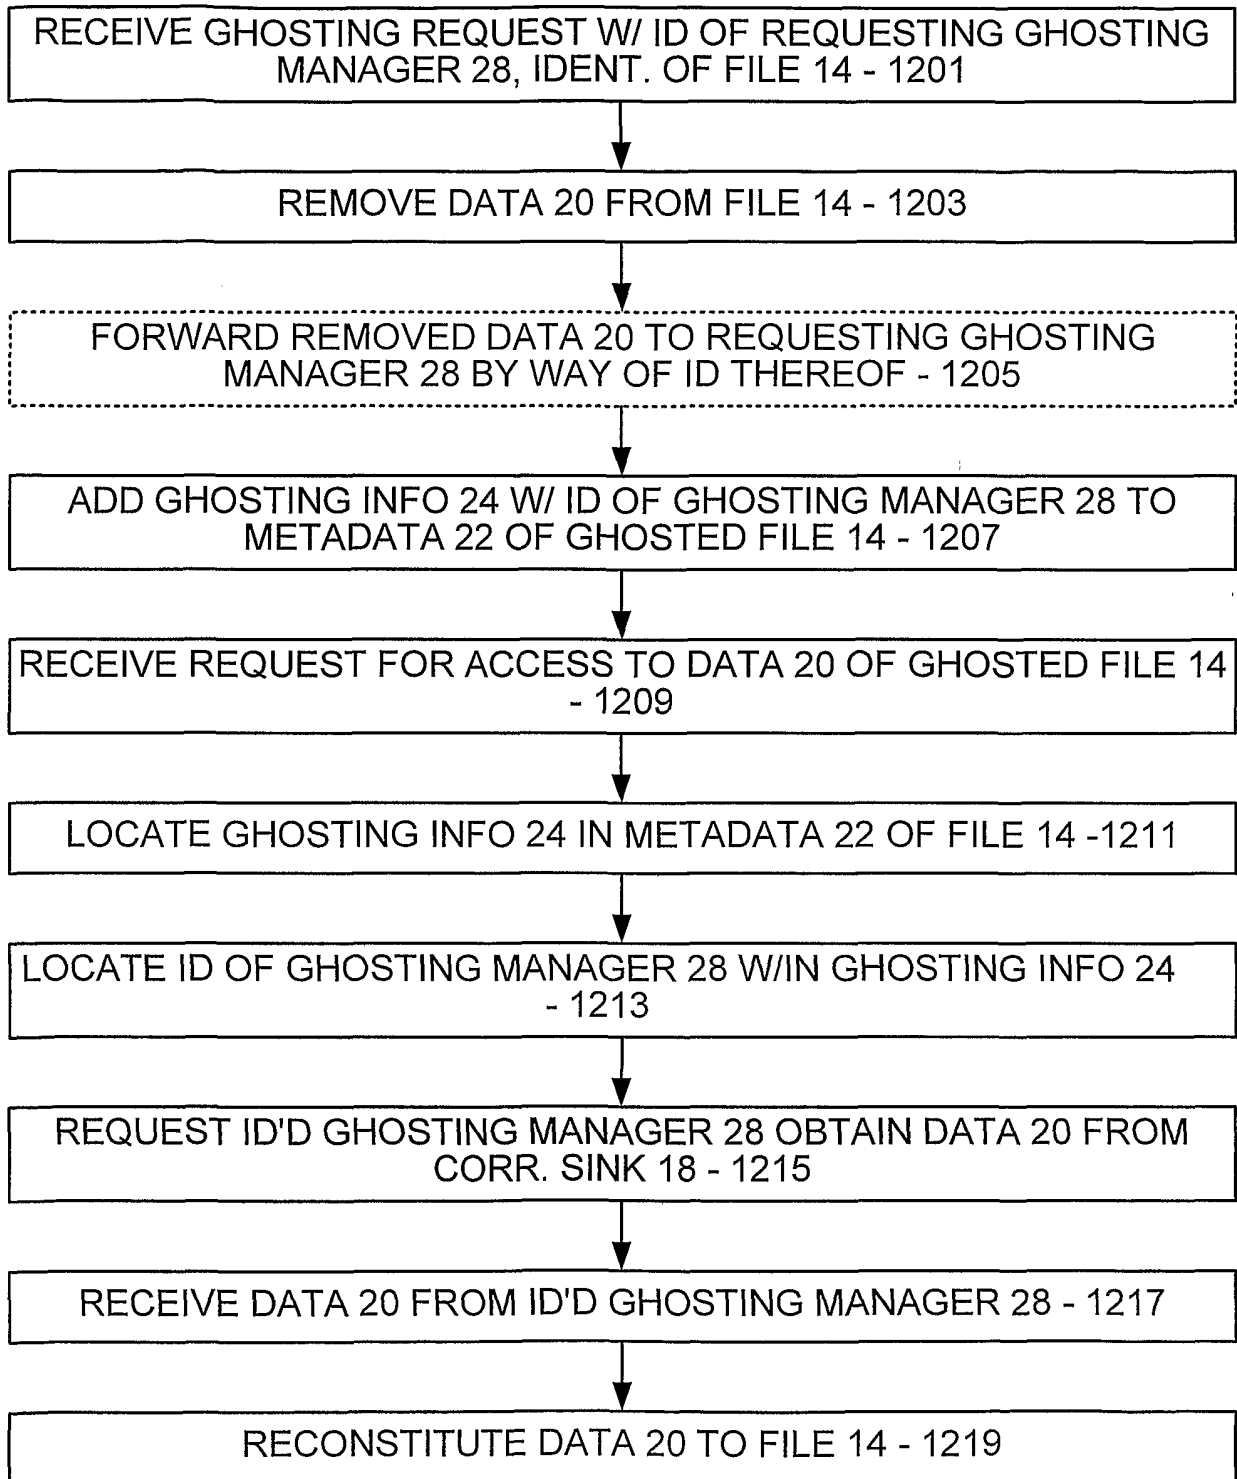 RECEIVE GHOSTING REQUEST W/ ID OF REQUESTING GHOSTING
MANAGER 28, IDENT. OF FILE 14 - 1201
REMOVE DATA 20 FROM FILE 14 - 1203
FORWARD REMOVED DATA 20 TO REQUESTING GHOSTING
MANAGER 28 BY WAY OF ID THEREOF - 1205
ADD GHOSTING INFO 24 W/ ID OF GHOSTING MANAGER 28 TO
METADATA 22 OF GHOSTED FILE 14 - 1207
RECEIVE REQUEST FOR ACCESS TO DATA 20 OF GHOSTED FILE 14
- 1209
LOCATE GHOSTING INFO 24 IN METADATA 22 OF FILE 14 -1211
LOCATE ID OF GHOSTING MANAGER 28 W/IN GHOSTING INFO 24
- 1213
REQUEST ID'D GHOSTING MANAGER 28 OBTAIN DATA 20 FROM
CORR. SINK 18 - 1215
RECEIVE DATA 20 FROM ID'D GHOSTING MANAGER 28 - 1217
RECONSTITUTE DATA 20 TO FILE 14 - 1219